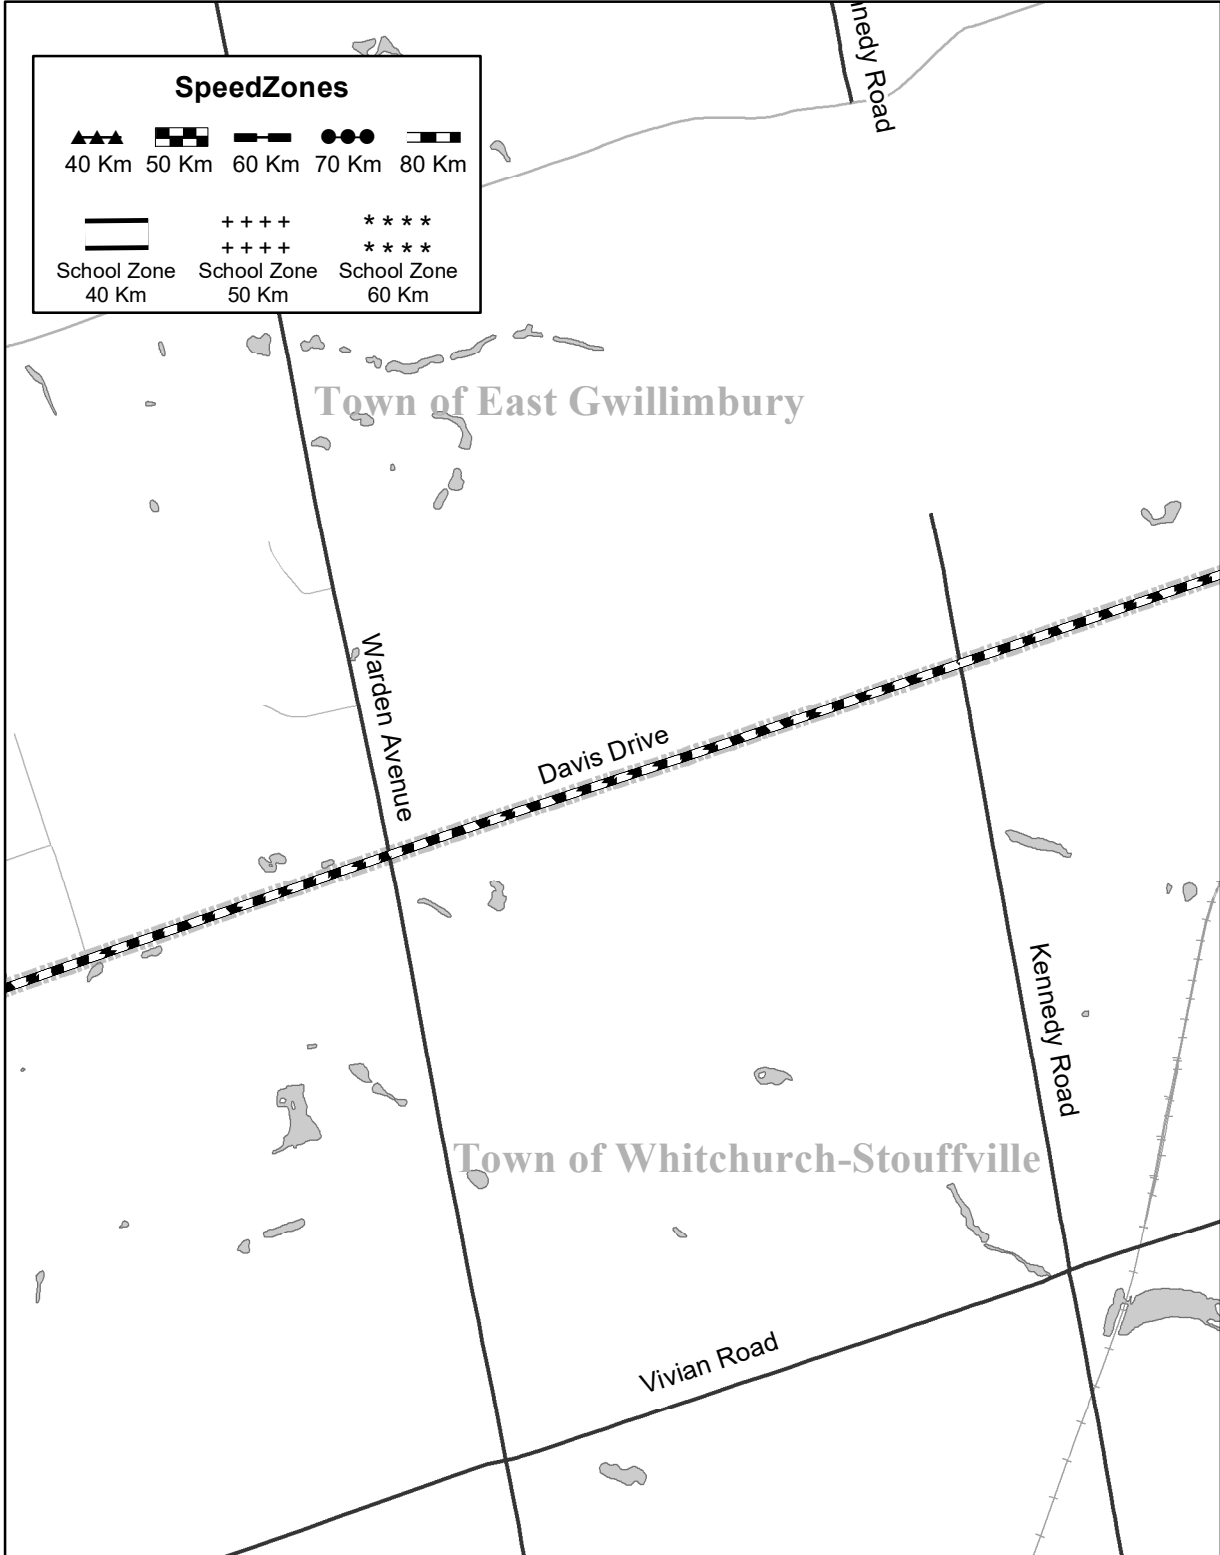 nnedy Road
SpeedZones
40 Km 50 Km 60 Km 70 Km 80 Km
School Zone School Zone School Zone
40 Km 50 Km 60 Km
Town of East Gwillimbury
Warden Avenue
Davis Drive
Kennedy Road
Town of Whitchurch-Stouffville
Vivian Road